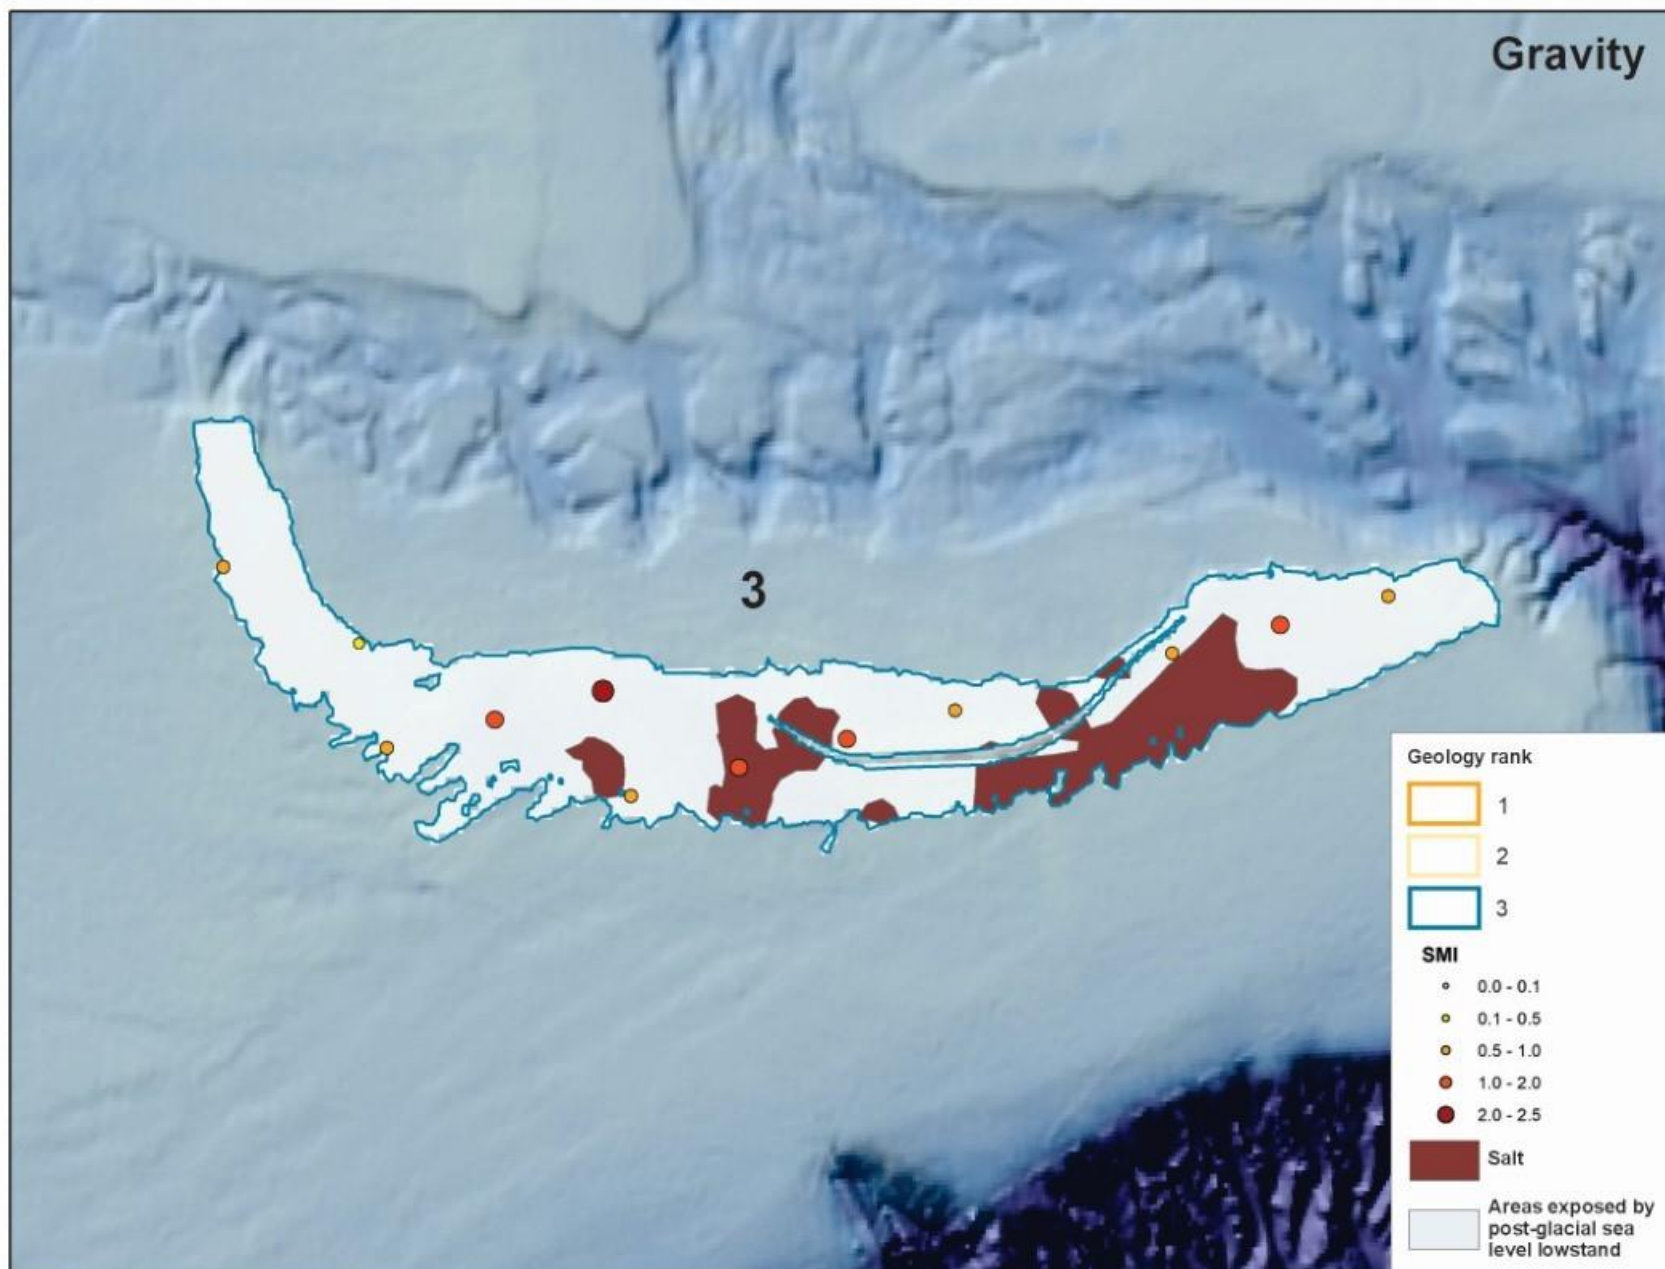 Gravity
3
Geology rank
1
2
3
SMI
0.0 - 0.1
0.1 - 0.5
0.5 - 1.0
1.0 - 2.0
2.0 - 2.5
Salt
Areas exposed by
post-glacial sea
level lowstand